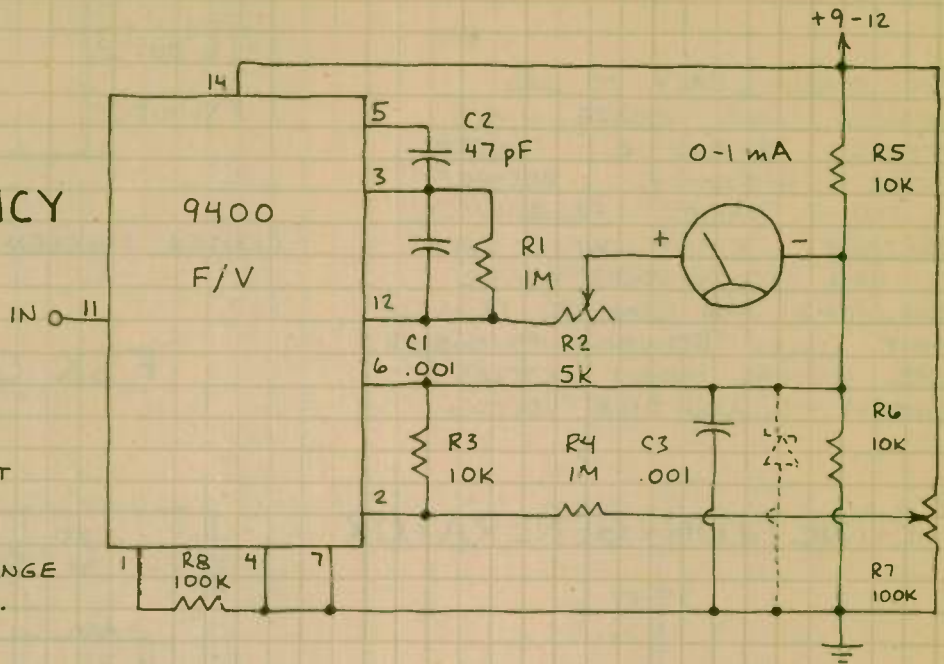 +9-12
14
5
C2
47 pF
0-1 mA
R5
10K
3
CY
9400
F/V
+
-
R1
1M
IN
11
12
C1
.001
R2
5K
6
R6
10K
R3
10K
R4
1M
C3
.001
T
2
NGE
.
1
R8
100K
4
7
R7
100K